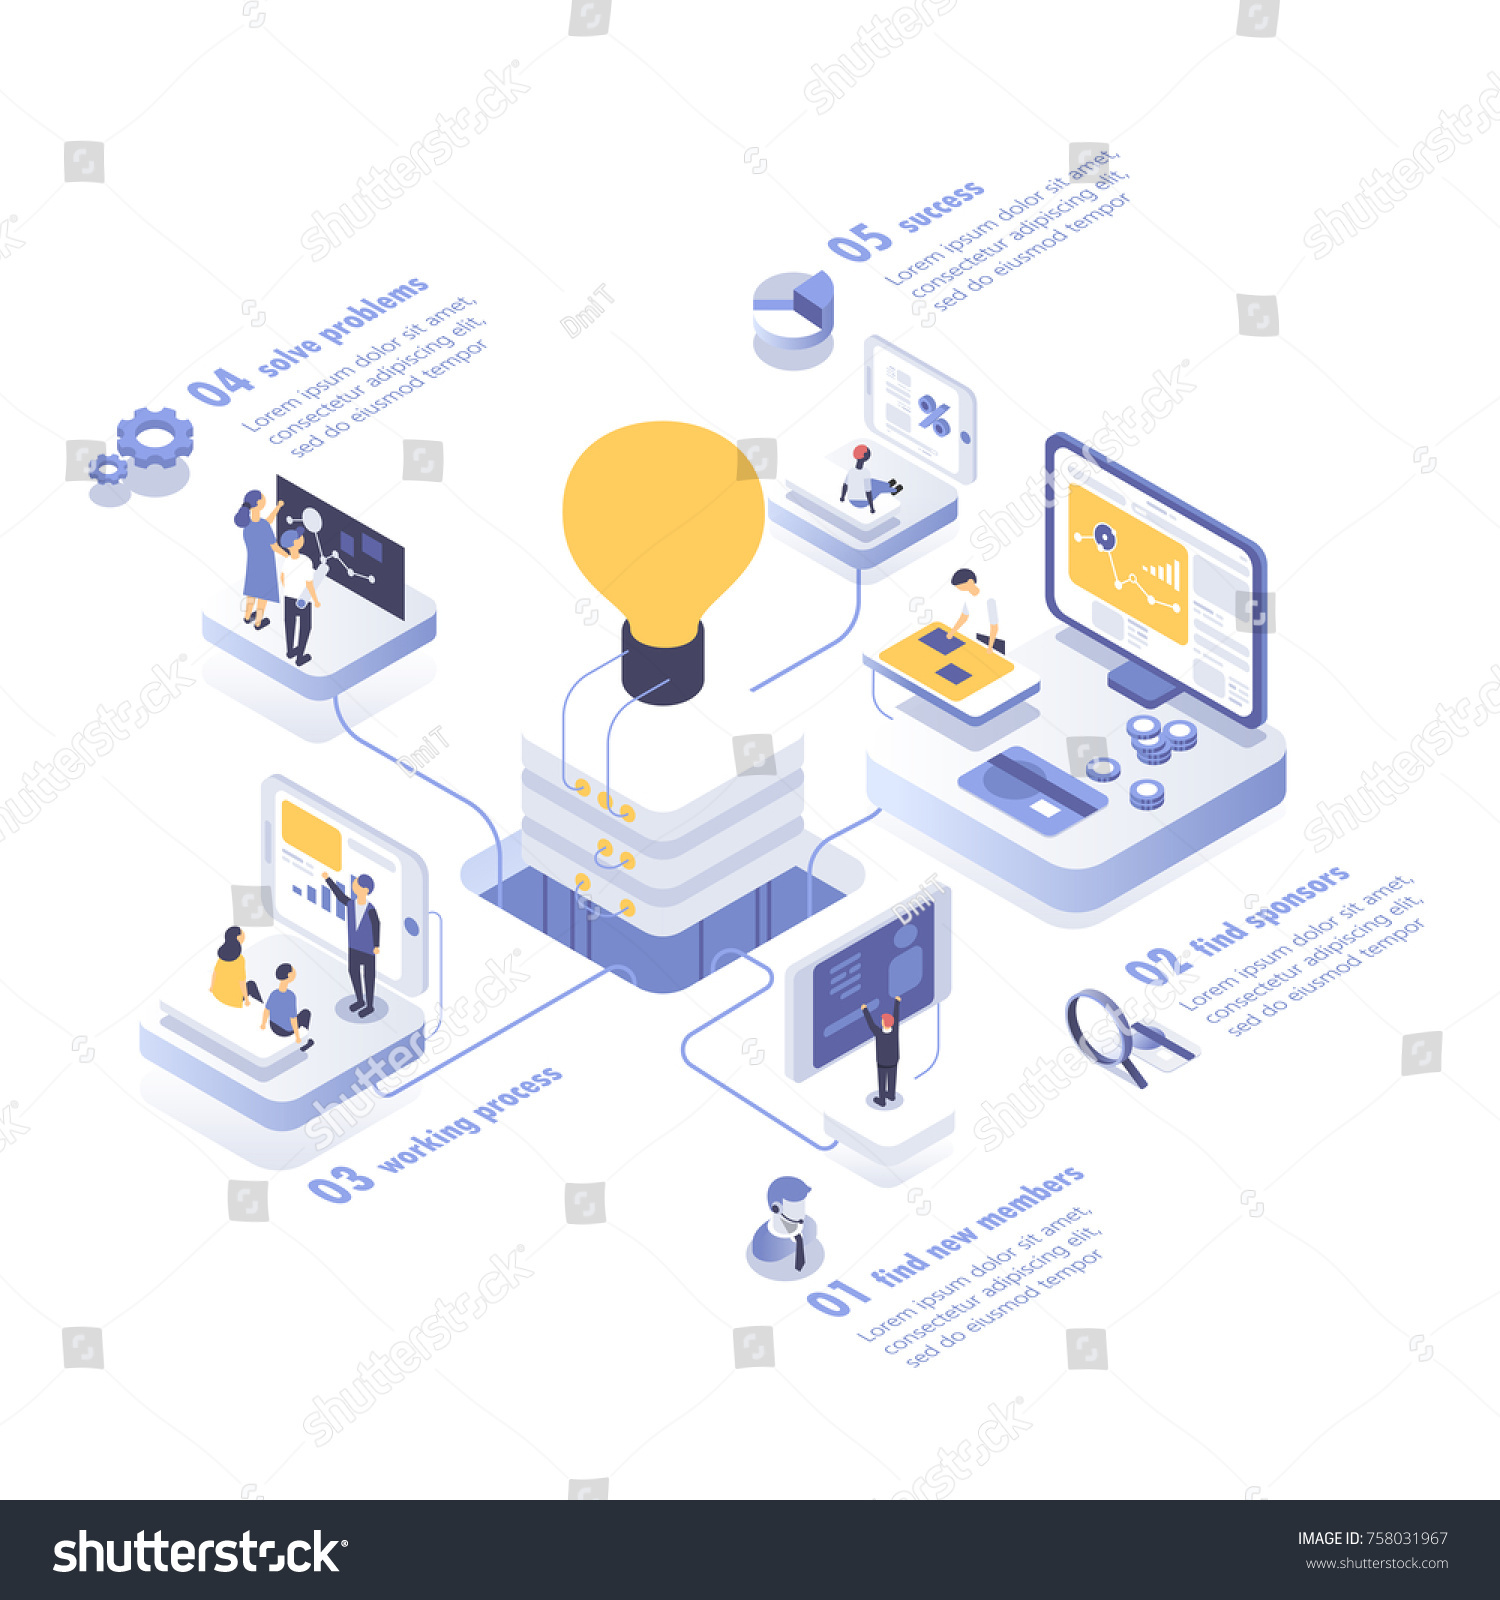 05 success
Lorem ipsum dolor sit amet,
consectetur adipiscing elit,
sed do eiusmod tempor
04 solve problems
Lorem ipsum dolor sit amet,
consectetur adipiscing elit,
sed do eiusmod tempor
%
02 find sponsors
Lorem ipsum dolor sit amet,
consectetur adipiscing elit,
sed do eiusmod tempor
03 working process
01 find new members
Lorem ipsum dolor sit amet,
consectetur adipiscing elit,
sed do eiusmod tempor
shutterstock
DmIT
shutterstock
IMAGE ID: 758031967
www.shutterstock.com